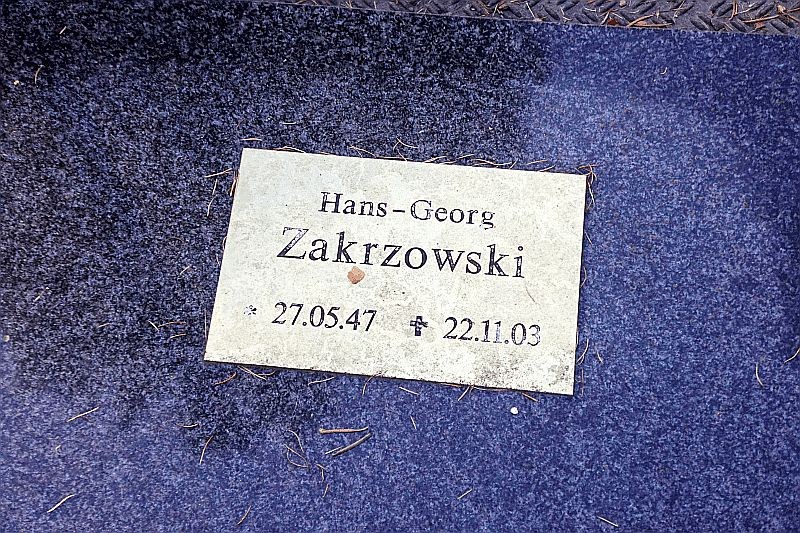 Hans-Georg
Zakrzowski
* 27.05.47 ✝ 22.11.03